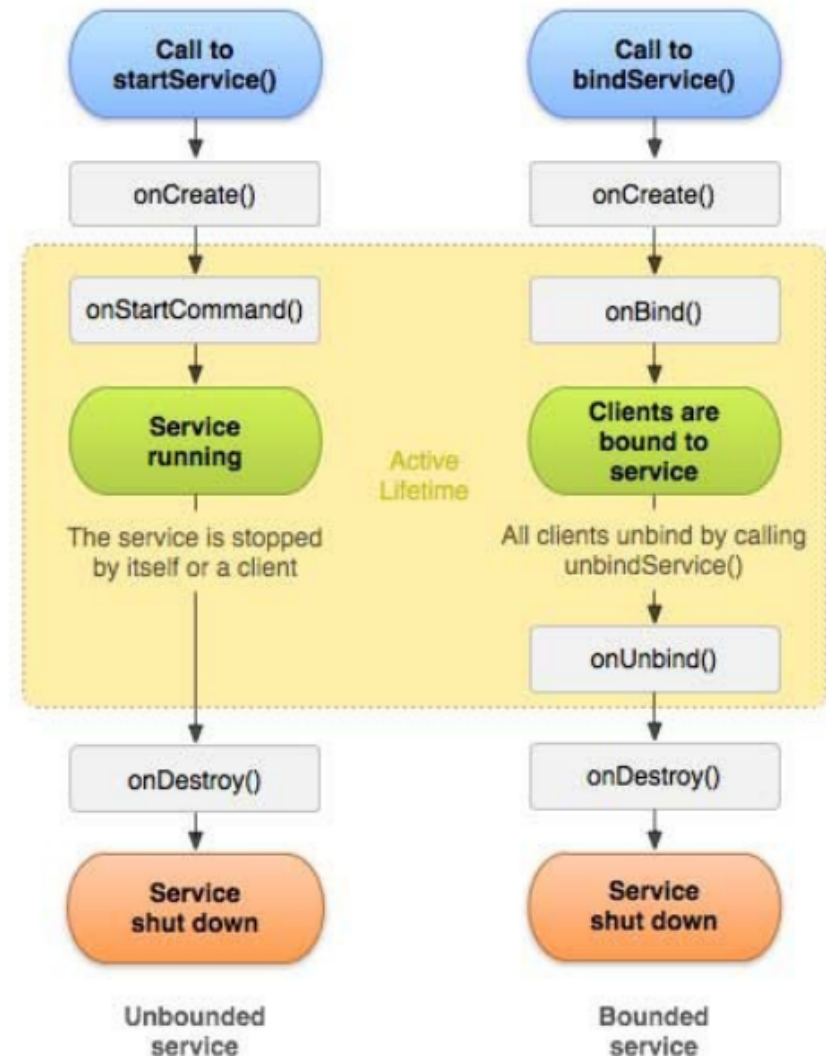 Call to
startService()
onCreate()
onStartCommand()
Service
running
The service is stopped
by itself or a client
onDestroy()
Service
shut down
Unbounded
service
Active
Lifetime
Call to
bindService()
onCreate()
onBind()
Clients are
bound to
service
All clients unbind by calling
unbindService()
onUnbind()
onDestroy()
Service
shut down
Bounded
service